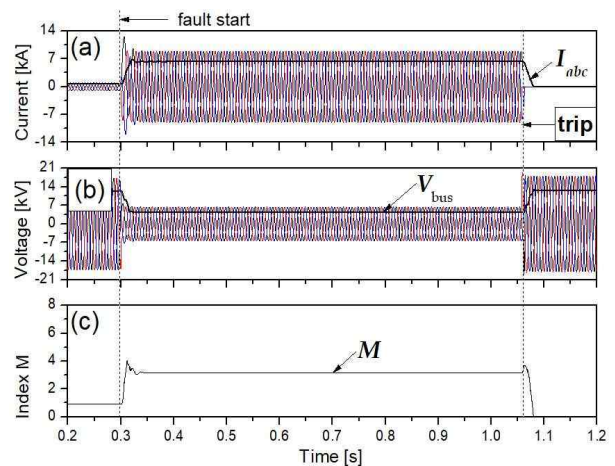 fault start
14
(a)
7
0
-7
-14
Current [kA]
I_abc
trip
21
(b)
14
7
0
-7
-14
-21
Voltage [kV]
V_bus
8
(c)
6
4
2
0
Index M
M
0.2 0.3 0.4 0.5 0.6 0.7 0.8 0.9 1.0 1.1 1.2
Time [s]